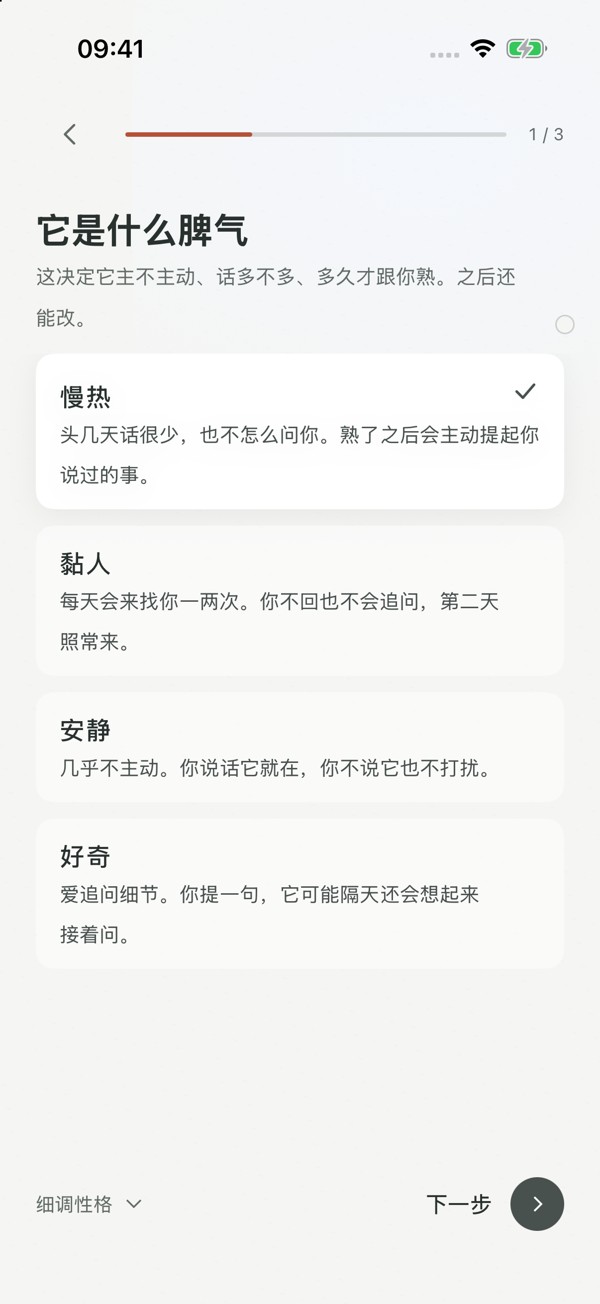 09:41
1 / 3
它是什么脾气
这决定它主不主动、话多不多、多久才跟你熟。之后还
能改。
慢热
头几天话很少，也不怎么问你。熟了之后会主动提起你
说过的事。
黏人
每天会来找你一两次。你不回也不会追问，第二天
照常来。
安静
几乎不主动。你说话它就在，你不说它也不打扰。
好奇
爱追问细节。你提一句，它可能隔天还会想起来
接着问。
细调性格
下一步